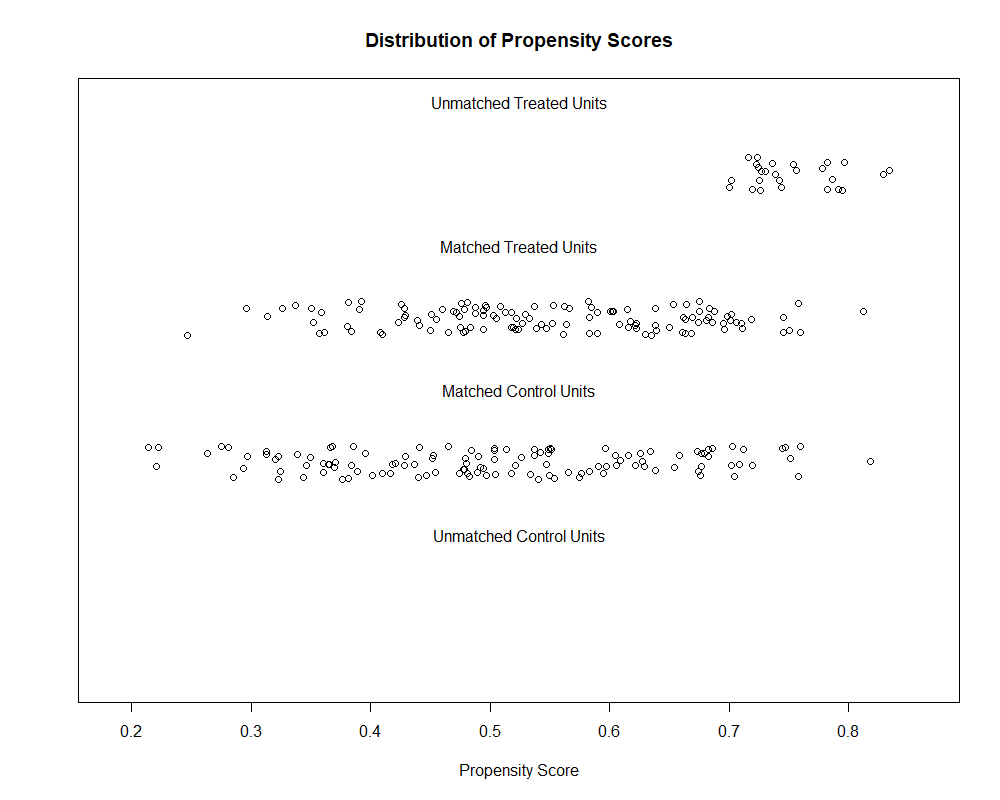 Distribution of Propensity Scores
Unmatched Treated Units
Matched Treated Units
Matched Control Units
Unmatched Control Units
0.2 0.3 0.4 0.5 0.6 0.7 0.8
Propensity Score